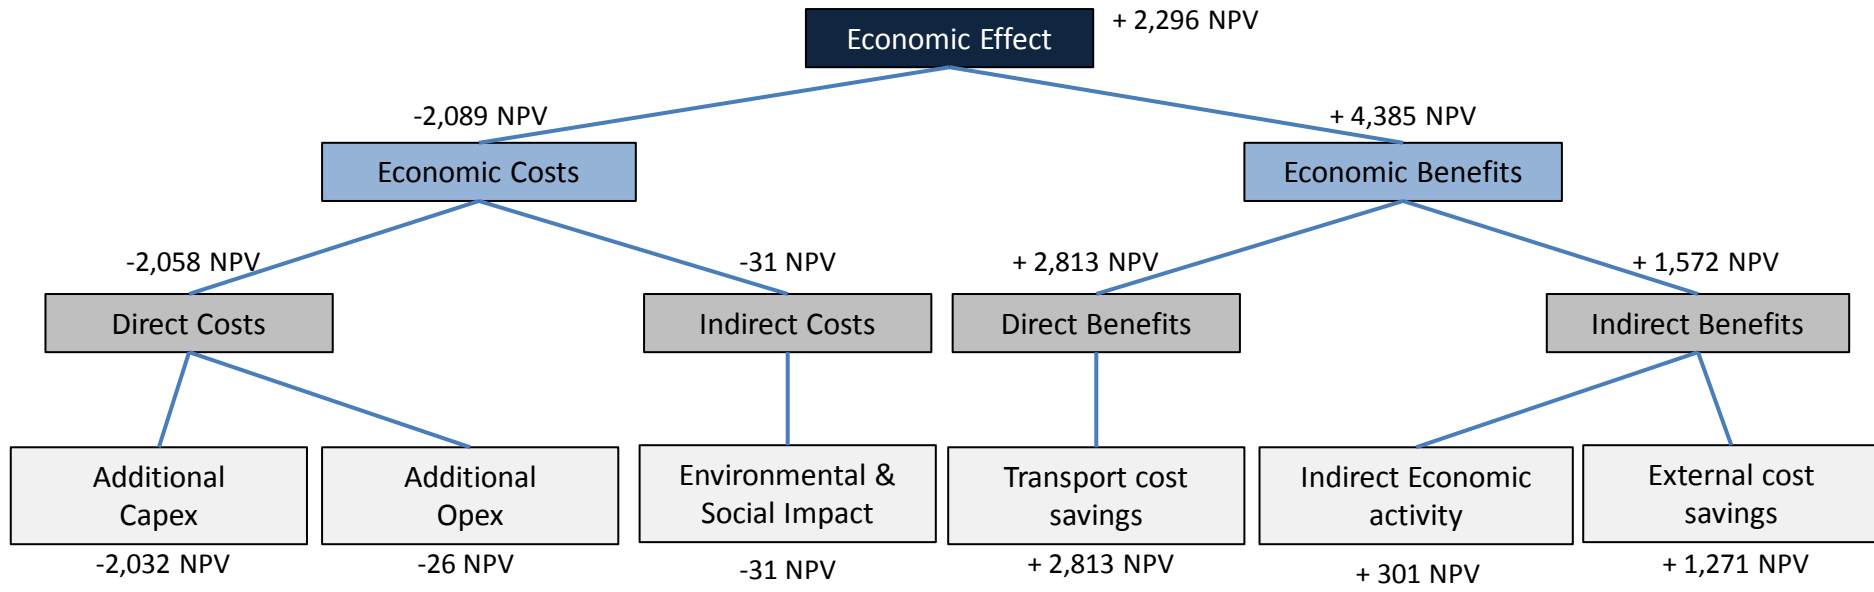 Economic Effect
+ 2,296 NPV
-2,089 NPV
+ 4,385 NPV
Economic Costs
Economic Benefits
-2,058 NPV
-31 NPV
+ 2,813 NPV
+ 1,572 NPV
Direct Costs
Indirect Costs
Direct Benefits
Indirect Benefits
Additional
Capex
Additional
Opex
Environmental &
Social Impact
Transport cost
savings
Indirect Economic
activity
External cost
savings
-2,032 NPV
-26 NPV
-31 NPV
+ 2,813 NPV
+ 301 NPV
+ 1,271 NPV